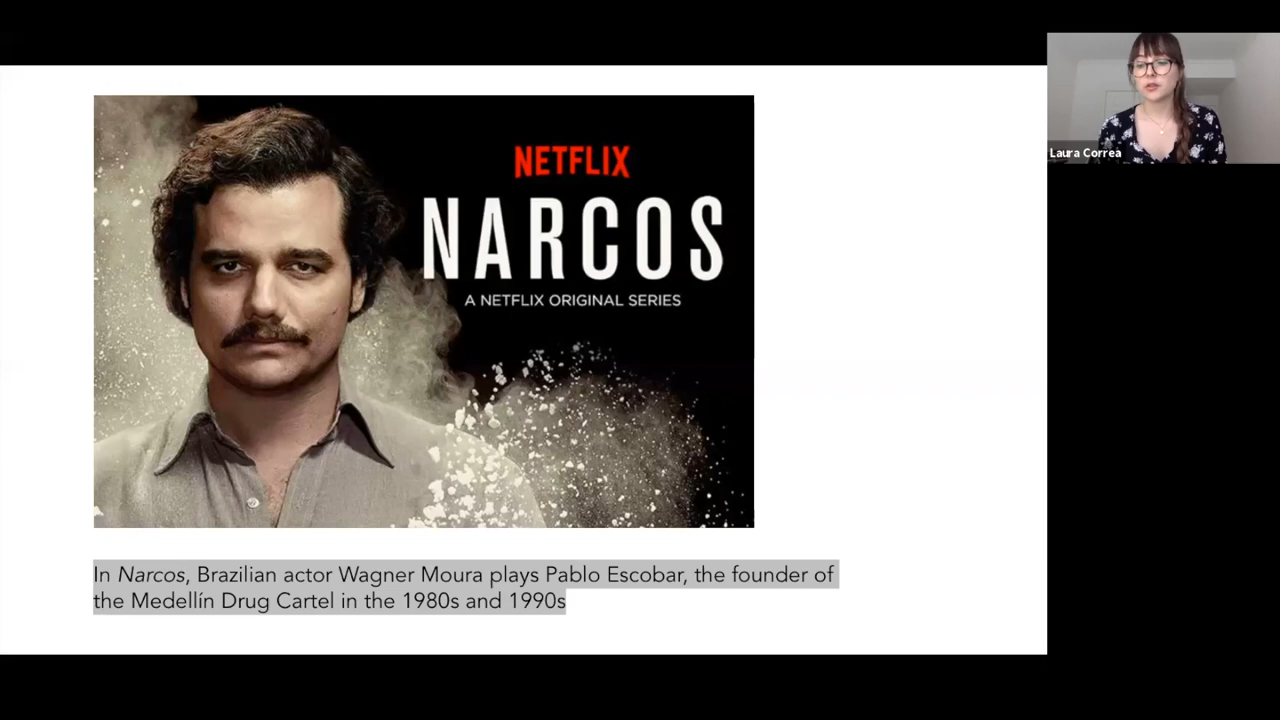 NETFLIX
NARCOS
A NETFLIX ORIGINAL SERIES
Laura Correa
In Narcos, Brazilian actor Wagner Moura plays Pablo Escobar, the founder of
the Medellín Drug Cartel in the 1980s and 1990s